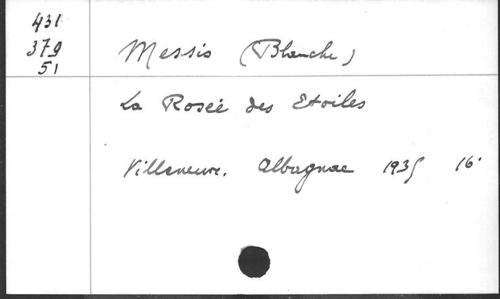 431
379
51
Messis (Blanche)
La Rosée des Etoiles
Villeneuve. Albagnac 1935 16°